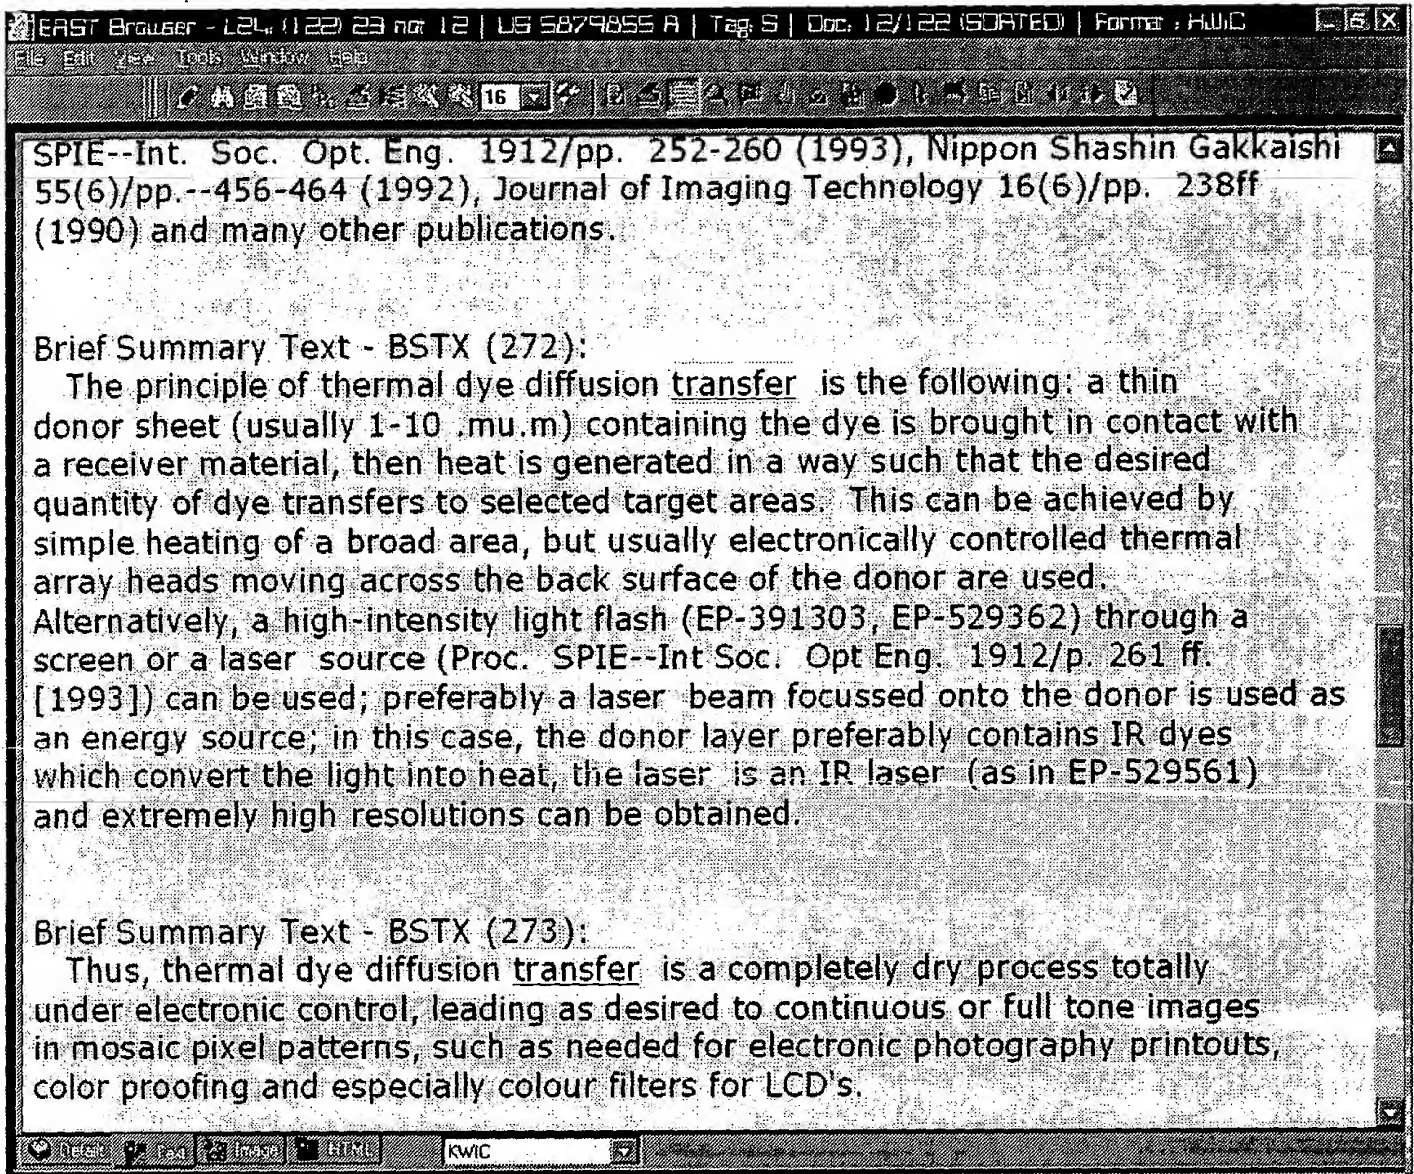 EAST Browser - L24: (122) 23 not 12 | US 5879855 A | Tag: S | Doc: 12/122 (SORTED) | Format : KWIC
File Edit View Tools Window Help
16
SPIE--Int. Soc. Opt. Eng. 1912/pp. 252-260 (1993), Nippon Shashin Gakkaishi
55(6)/pp.--456-464 (1992), Journal of Imaging Technology 16(6)/pp. 238ff
(1990) and many other publications.
Brief Summary Text - BSTX (272):
The principle of thermal dye diffusion transfer is the following: a thin
donor sheet (usually 1-10 .mu.m) containing the dye is brought in contact with
a receiver material, then heat is generated in a way such that the desired
quantity of dye transfers to selected target areas. This can be achieved by
simple heating of a broad area, but usually electronically controlled thermal
array heads moving across the back surface of the donor are used.
Alternatively, a high-intensity light flash (EP-391303, EP-529362) through a
screen or a laser source (Proc. SPIE--Int Soc. Opt Eng. 1912/p. 261 ff.
[1993]) can be used; preferably a laser beam focussed onto the donor is used as
an energy source; in this case, the donor layer preferably contains IR dyes
which convert the light into heat, the laser is an IR laser (as in EP-529561)
and extremely high resolutions can be obtained.
Brief Summary Text - BSTX (273):
Thus, thermal dye diffusion transfer is a completely dry process totally
under electronic control, leading as desired to continuous or full tone images
in mosaic pixel patterns, such as needed for electronic photography printouts,
color proofing and especially colour filters for LCD's.
Details Text Image HTML KWIC